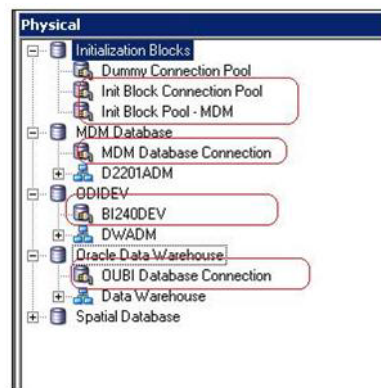 Physical
Initialization Blocks
Dummy Connection Pool
Init Block Connection Pool
Init Block Pool - MDM
MDM Database
MDM Database Connection
D2201ADM
ODIDEV
BI240DEV
DWADM
Oracle Data Warehouse
OUBI Database Connection
Data Warehouse
Spatial Database